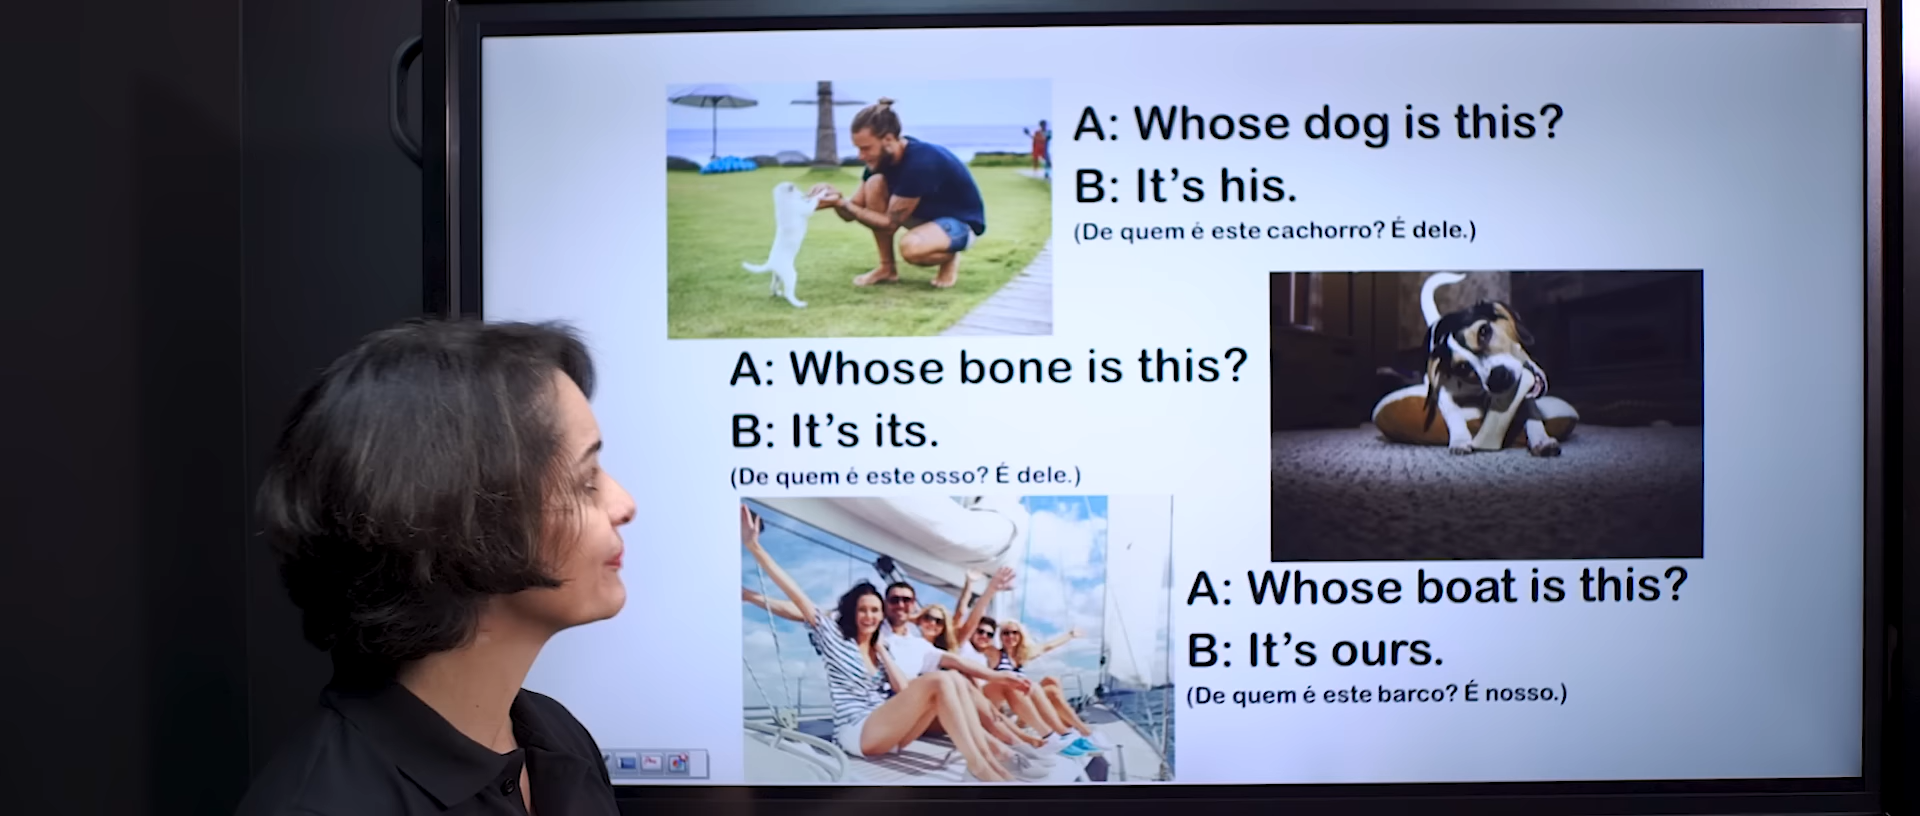 A: Whose dog is this?
B: It's his.
(De quem é este cachorro? É dele.)
A: Whose bone is this?
B: It's its.
(De quem é este osso? É dele.)
A: Whose boat is this?
B: It's ours.
(De quem é este barco? É nosso.)